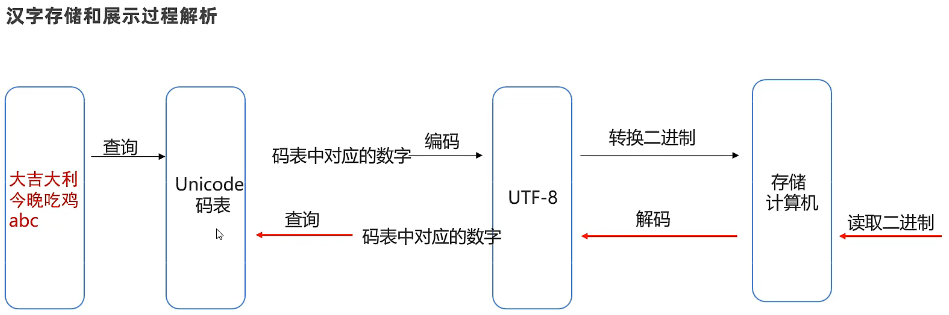 汉字存储和展示过程解析
大吉大利
今晚吃鸡
abc
查询
Unicode
码表
码表中对应的数字
编码
查询
码表中对应的数字
UTF-8
转换二进制
解码
存储
计算机
读取二进制